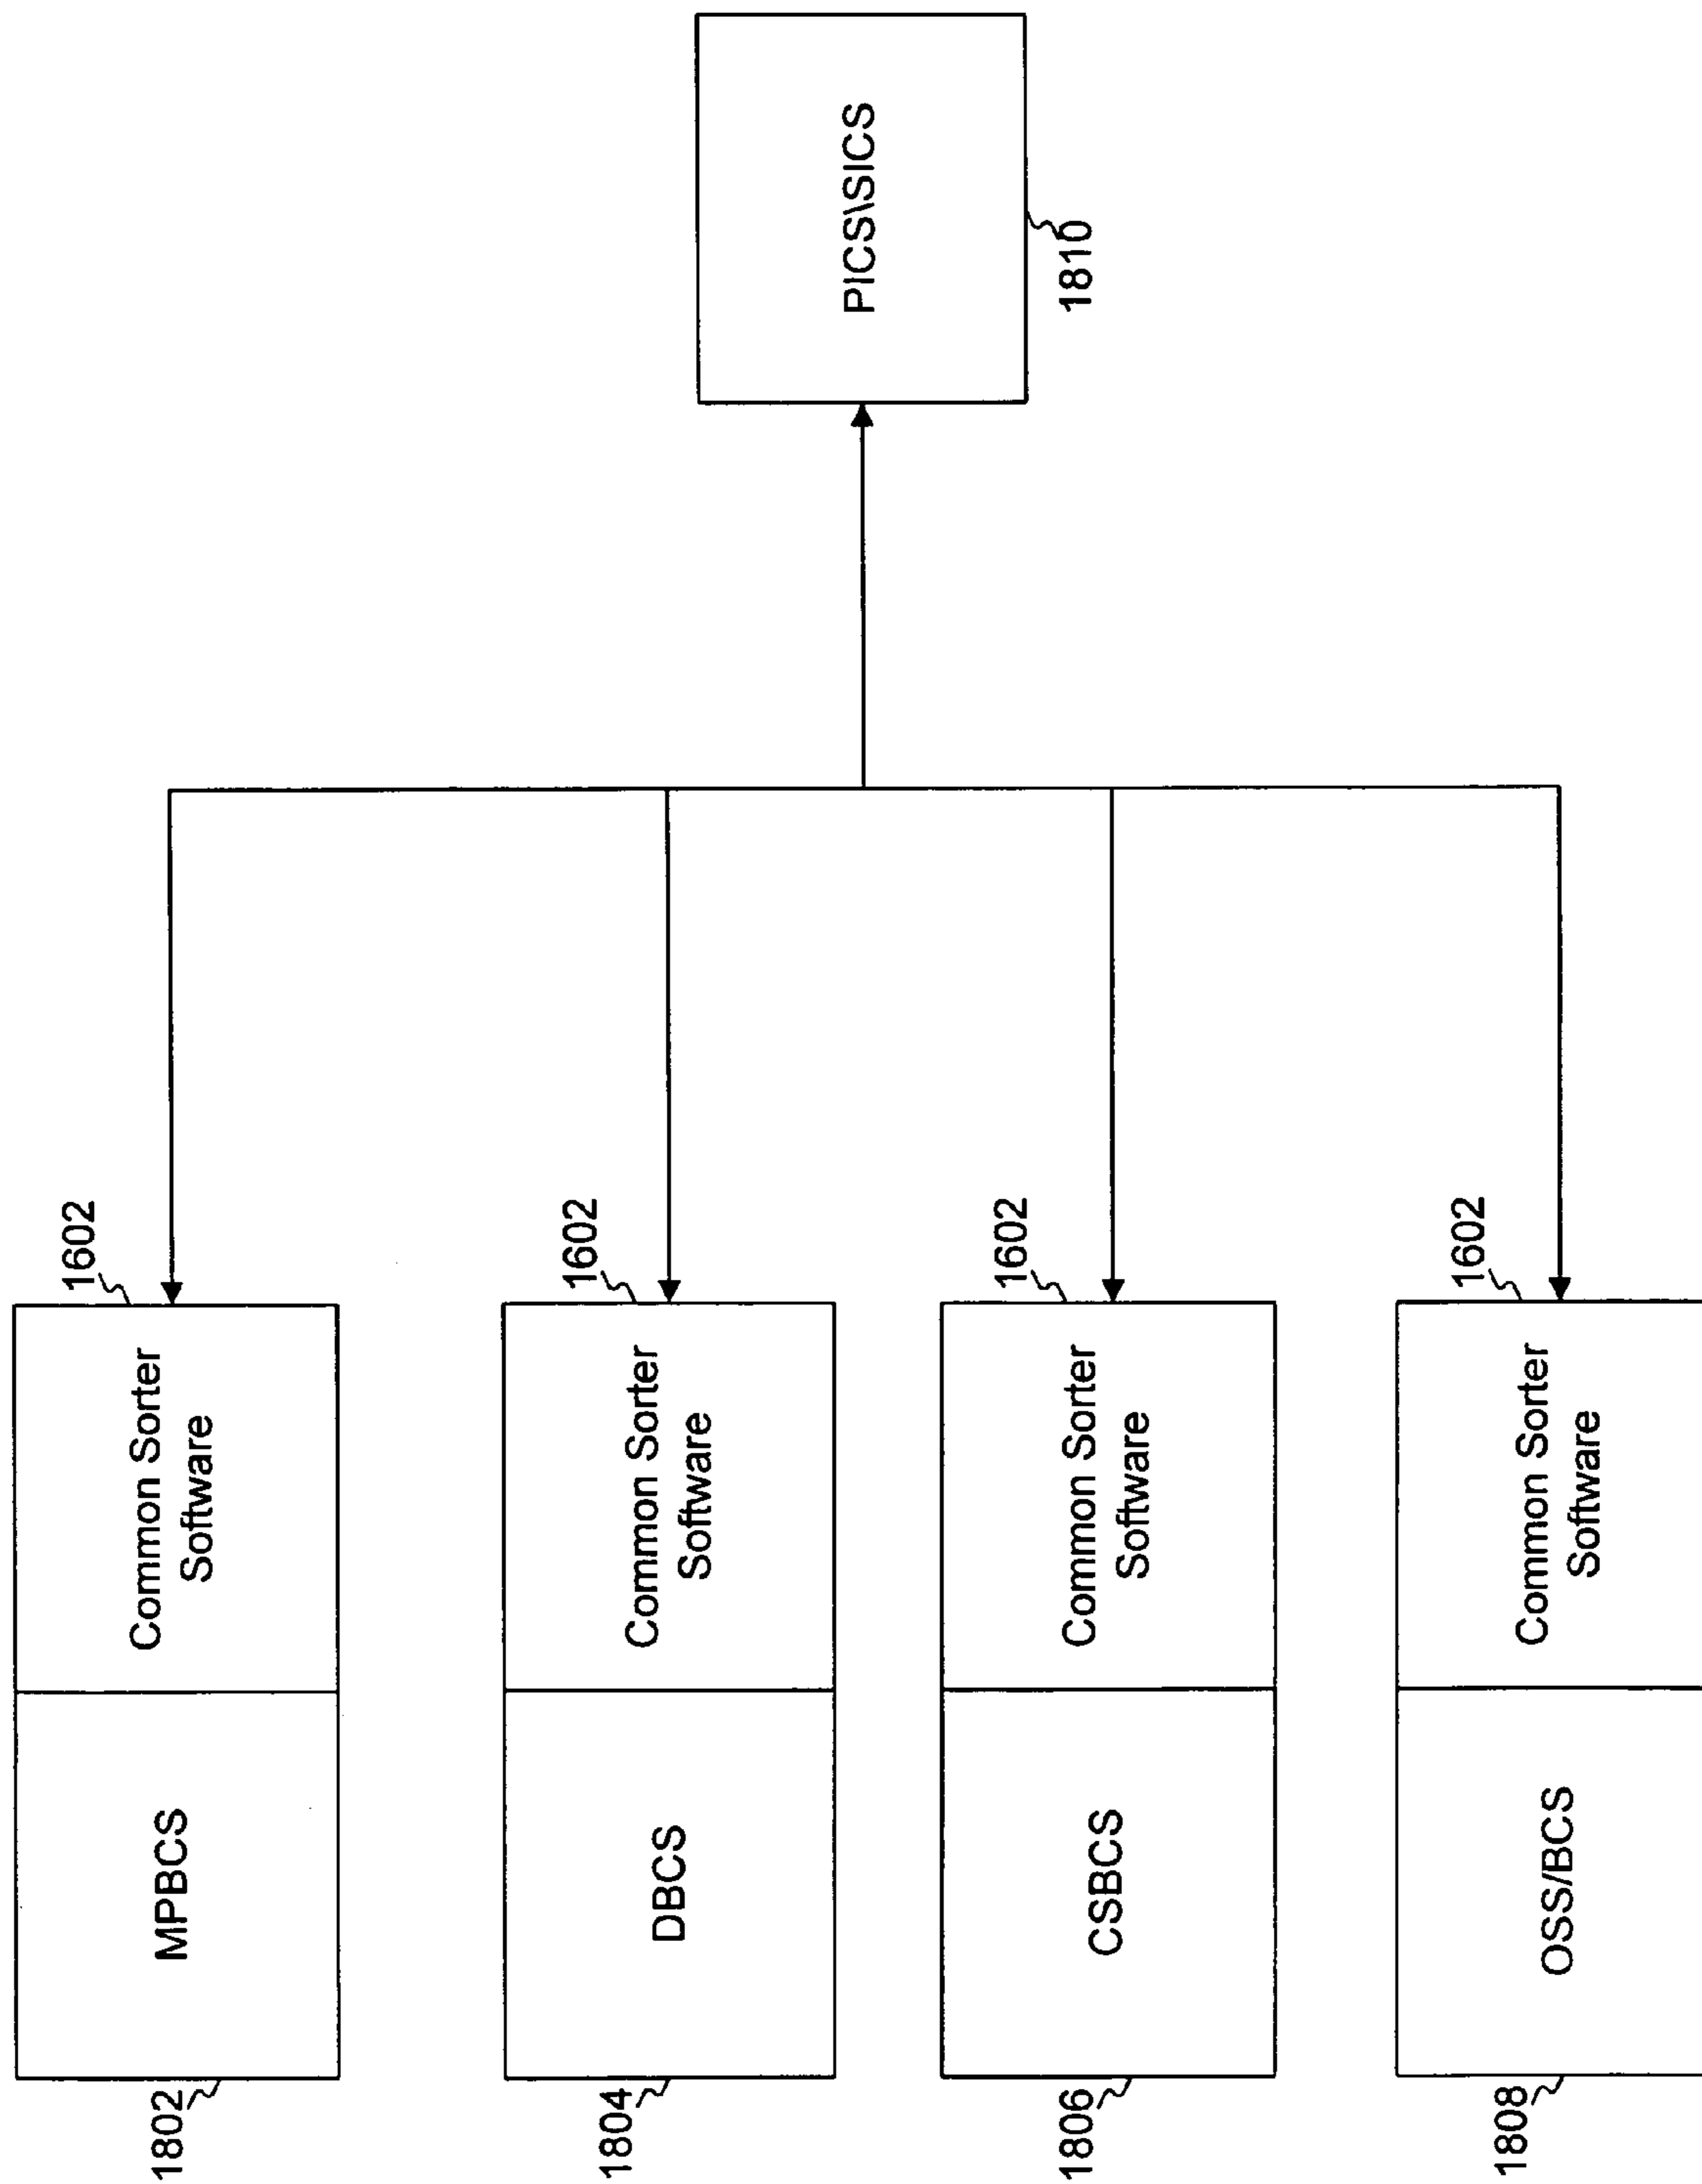 1802
MPBCS
Common Sorter
Software
1602
1804
DBCS
Common Sorter
Software
1602
1806
CSBCS
Common Sorter
Software
1602
1808
OSS/BCS
Common Sorter
Software
1602
PICS\SICS
1810